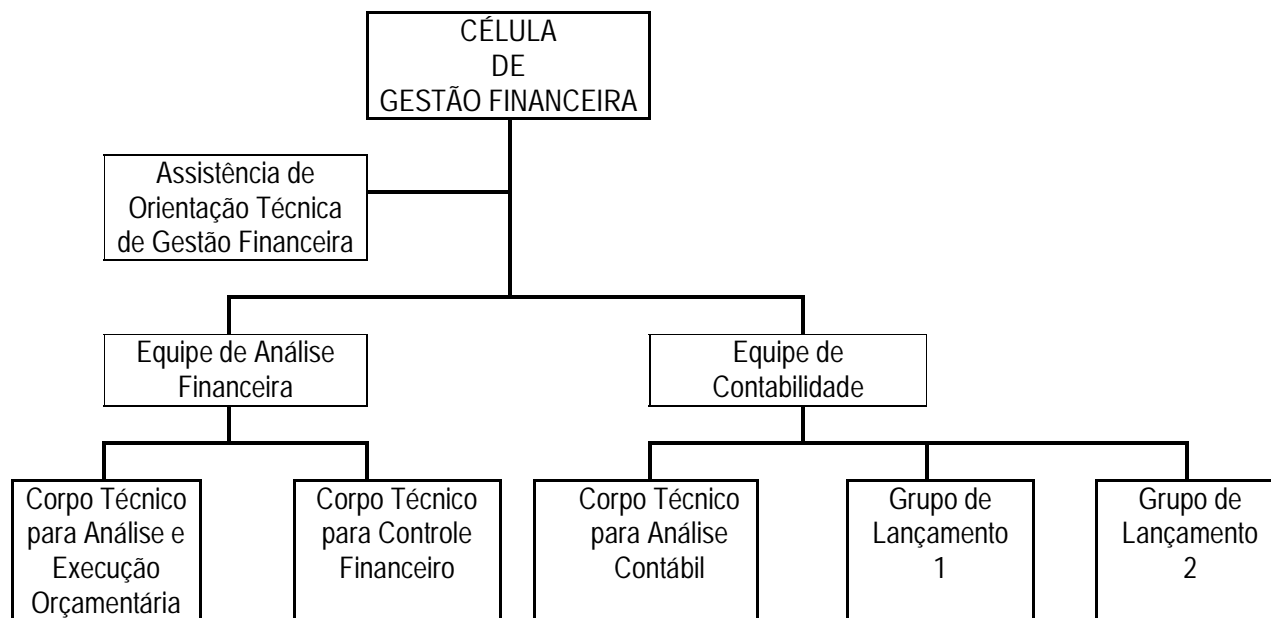 CÉLULA
DE
GESTÃO FINANCEIRA
Assistência de
Orientação Técnica
de Gestão Financeira
Equipe de Análise
Financeira
Equipe de
Contabilidade
Corpo Técnico
para Análise e
Execução
Orçamentária
Corpo Técnico
para Controle
Financeiro
Corpo Técnico
para Análise
Contábil
Grupo de
Lançamento
1
Grupo de
Lançamento
2